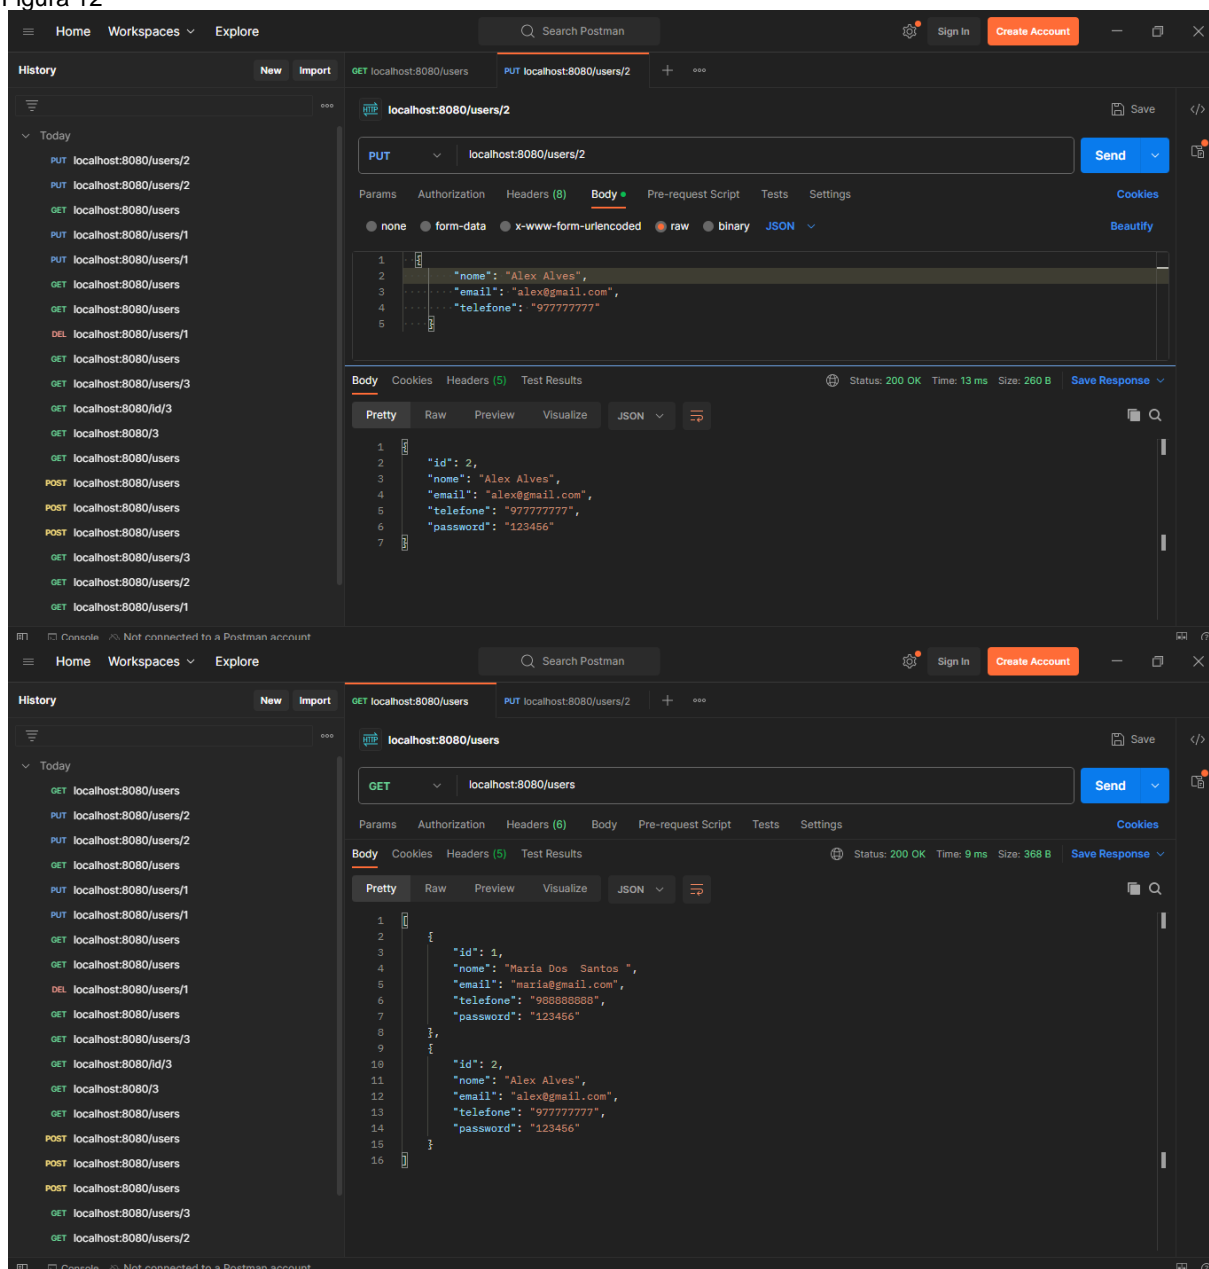 Figura 12
Home Workspaces Explore Search Postman Sign In Create Account
History New Import GET localhost:8080/users PUT localhost:8080/users/2
HTTP localhost:8080/users/2 Save
Today
PUT localhost:8080/users/2
PUT localhost:8080/users/2
GET localhost:8080/users
PUT localhost:8080/users/1
PUT localhost:8080/users/1
GET localhost:8080/users
GET localhost:8080/users
DEL localhost:8080/users/1
GET localhost:8080/users
GET localhost:8080/users/3
GET localhost:8080/id/3
GET localhost:8080/3
GET localhost:8080/users
POST localhost:8080/users
POST localhost:8080/users
POST localhost:8080/users
GET localhost:8080/users/3
GET localhost:8080/users/2
GET localhost:8080/users/1
PUT localhost:8080/users/2 Send
Params Authorization Headers (8) Body Pre-request Script Tests Settings Cookies
none form-data x-www-form-urlencoded raw binary JSON Beautify
1 {
2 "nome": "Alex Alves",
3 "email": "alex@gmail.com",
4 "telefone": "977777777"
5 }
Body Cookies Headers (5) Test Results Status: 200 OK Time: 13 ms Size: 260 B Save Response
Pretty Raw Preview Visualize JSON
1 {
2 "id": 2,
3 "nome": "Alex Alves",
4 "email": "alex@gmail.com",
5 "telefone": "977777777",
6 "password": "123456"
7 }
Console Not connected to a Postman account
Home Workspaces Explore Search Postman Sign In Create Account
History New Import GET localhost:8080/users PUT localhost:8080/users/2
HTTP localhost:8080/users Save
Today
GET localhost:8080/users
PUT localhost:8080/users/2
PUT localhost:8080/users/2
GET localhost:8080/users
PUT localhost:8080/users/1
PUT localhost:8080/users/1
GET localhost:8080/users
GET localhost:8080/users
DEL localhost:8080/users/1
GET localhost:8080/users
GET localhost:8080/users/3
GET localhost:8080/id/3
GET localhost:8080/3
GET localhost:8080/users
POST localhost:8080/users
POST localhost:8080/users
POST localhost:8080/users
GET localhost:8080/users/3
GET localhost:8080/users/2
GET localhost:8080/users Send
Params Authorization Headers (6) Body Pre-request Script Tests Settings Cookies
Body Cookies Headers (5) Test Results Status: 200 OK Time: 9 ms Size: 368 B Save Response
Pretty Raw Preview Visualize JSON
1 [
2 {
3 "id": 1,
4 "nome": "Maria Dos  Santos ",
5 "email": "maria@gmail.com",
6 "telefone": "988888888",
7 "password": "123456"
8 },
9 {
10 "id": 2,
11 "nome": "Alex Alves",
12 "email": "alex@gmail.com",
13 "telefone": "977777777",
14 "password": "123456"
15 }
16 ]
Console Not connected to a Postman account